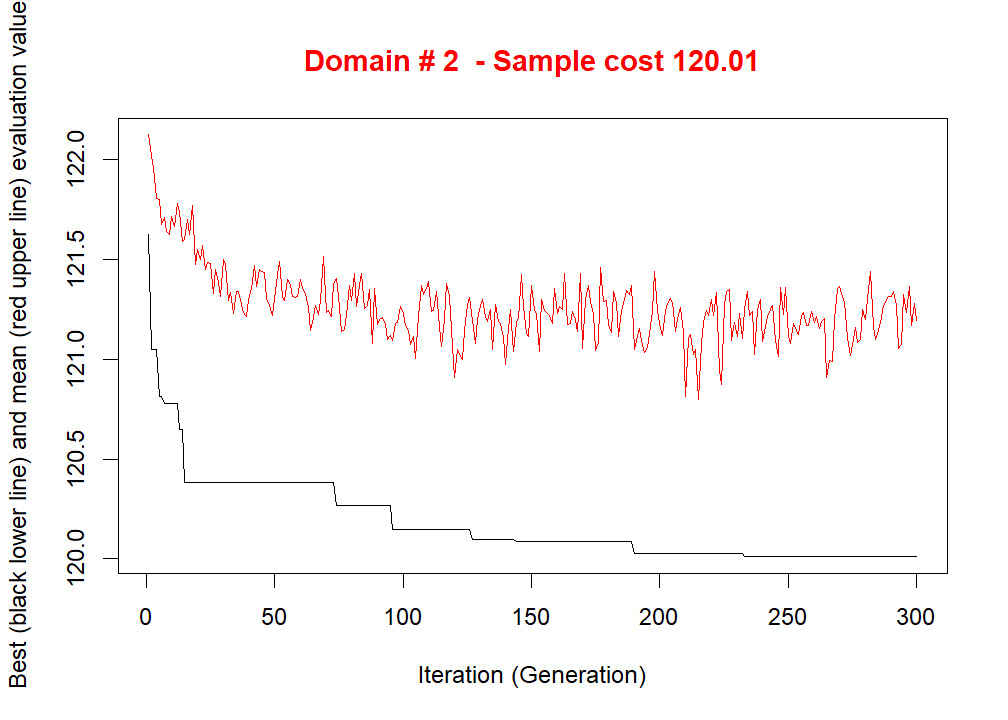 Domain # 2  - Sample cost 120.01
Best (black lower line) and mean (red upper line) evaluation value
122.0
121.5
121.0
120.5
120.0
0 50 100 150 200 250 300
Iteration (Generation)